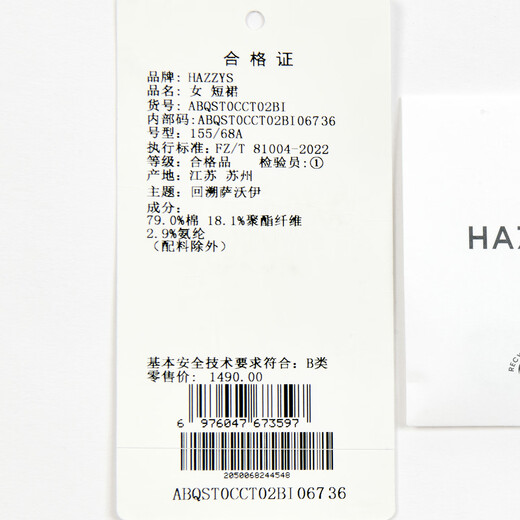 合格证
品牌: HAZZYS
品名: 女 短裙
货号: ABQST0CCT02BI
内部码: ABQST0CCT02BI06736
号型: 155/68A
执行标准: FZ/T 81004-2022
等级: 合格品 检验员:①
产地: 江苏 苏州
主题: 回溯萨沃伊
成分:
79.0%棉 18.1%聚酯纤维
2.9%氨纶
(配料除外)
基本安全技术要求符合: B类
零售价: 1490.00
6 976047 673597
2050068244548
ABQST0CCT02BI06736
HAZ